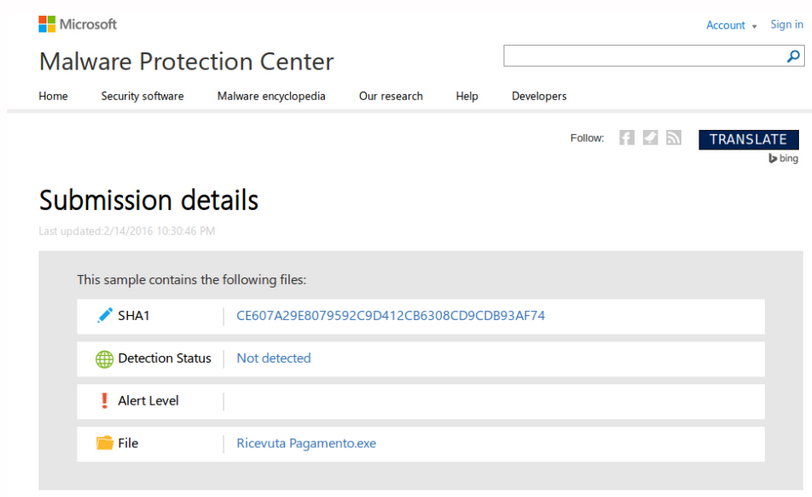 Microsoft
Account Sign in
Malware Protection Center
Home Security software Malware encyclopedia Our research Help Developers
Follow: TRANSLATE
bing
Submission details
Last updated:2/14/2016 10:30:46 PM
This sample contains the following files:
SHA1 CE607A29E8079592C9D412CB6308CD9CDB93AF74
Detection Status Not detected
Alert Level
File Ricevuta Pagamento.exe